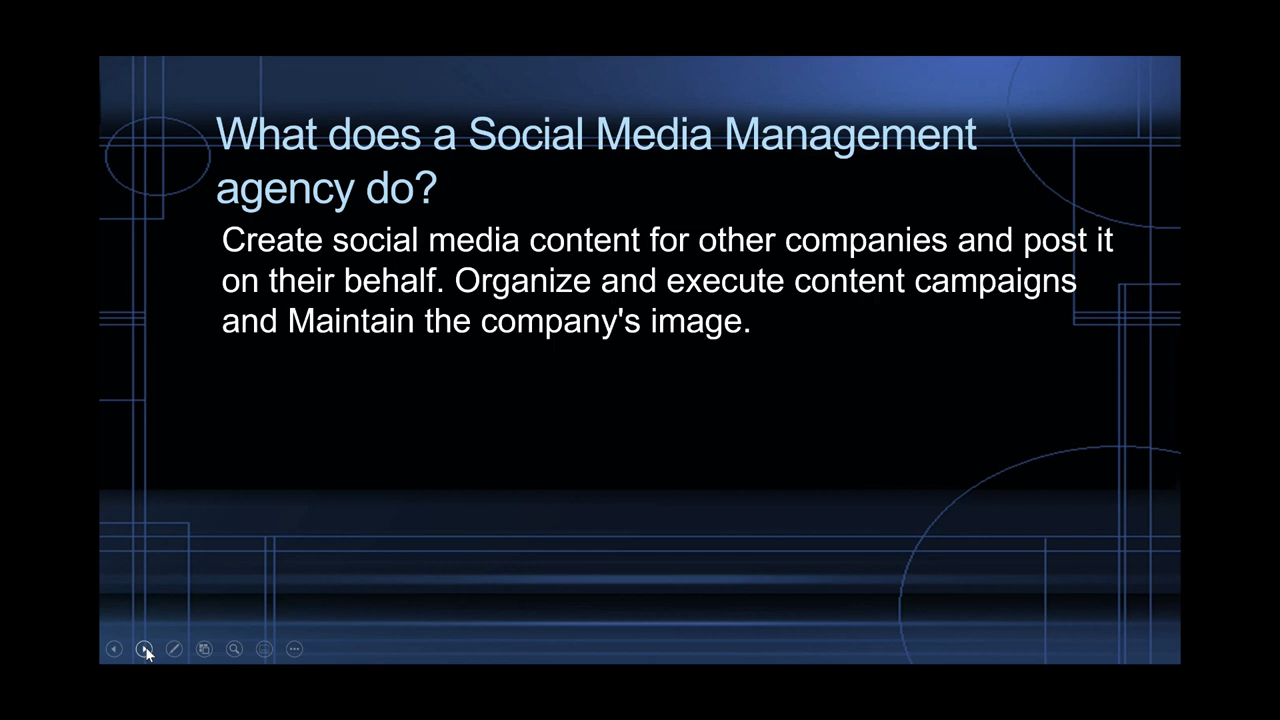 What does a Social Media Management
agency do?
Create social media content for other companies and post it
on their behalf. Organize and execute content campaigns
and Maintain the company's image.